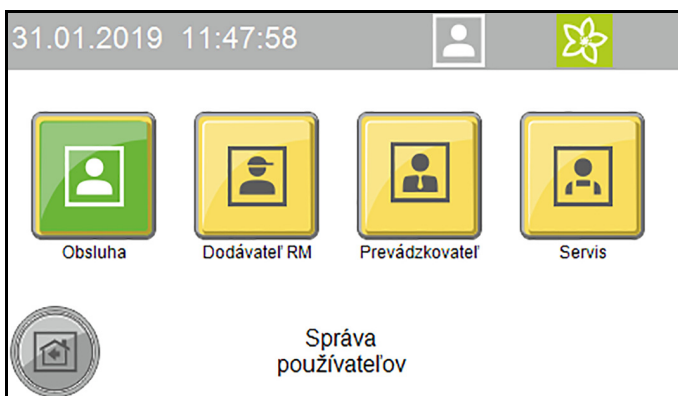 31.01.2019 11:47:58
Obsluha Dodávateľ RM Prevádzkovateľ Servis
Správa
používateľov